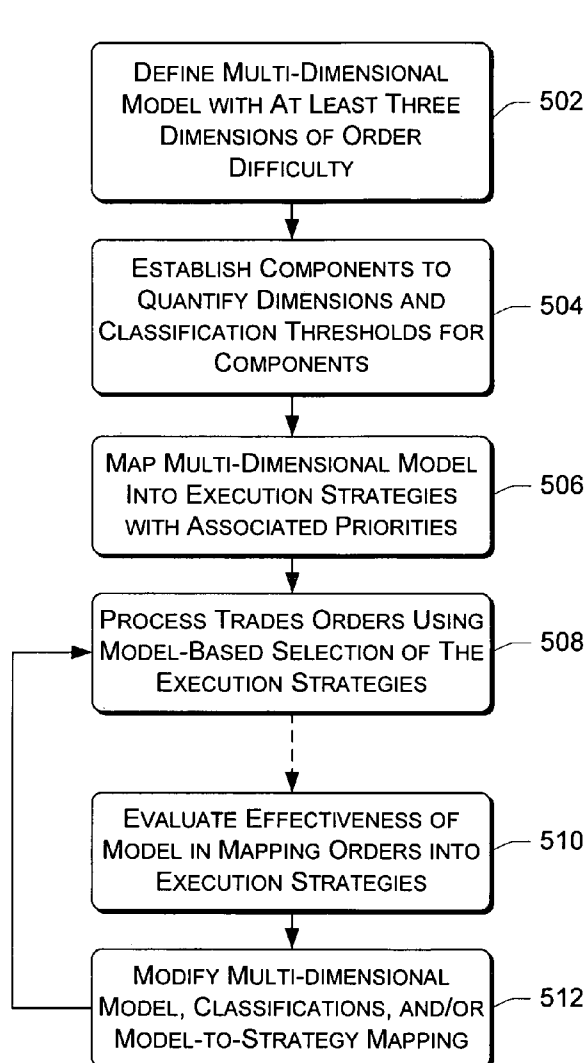 DEFINE MULTI-DIMENSIONAL
MODEL WITH AT LEAST THREE
DIMENSIONS OF ORDER
DIFFICULTY
502
ESTABLISH COMPONENTS TO
QUANTIFY DIMENSIONS AND
CLASSIFICATION THRESHOLDS FOR
COMPONENTS
504
MAP MULTI-DIMENSIONAL MODEL
INTO EXECUTION STRATEGIES
WITH ASSOCIATED PRIORITIES
506
PROCESS TRADES ORDERS USING
MODEL-BASED SELECTION OF THE
EXECUTION STRATEGIES
508
EVALUATE EFFECTIVENESS OF
MODEL IN MAPPING ORDERS INTO
EXECUTION STRATEGIES
510
MODIFY MULTI-DIMENSIONAL
MODEL, CLASSIFICATIONS, AND/OR
MODEL-TO-STRATEGY MAPPING
512